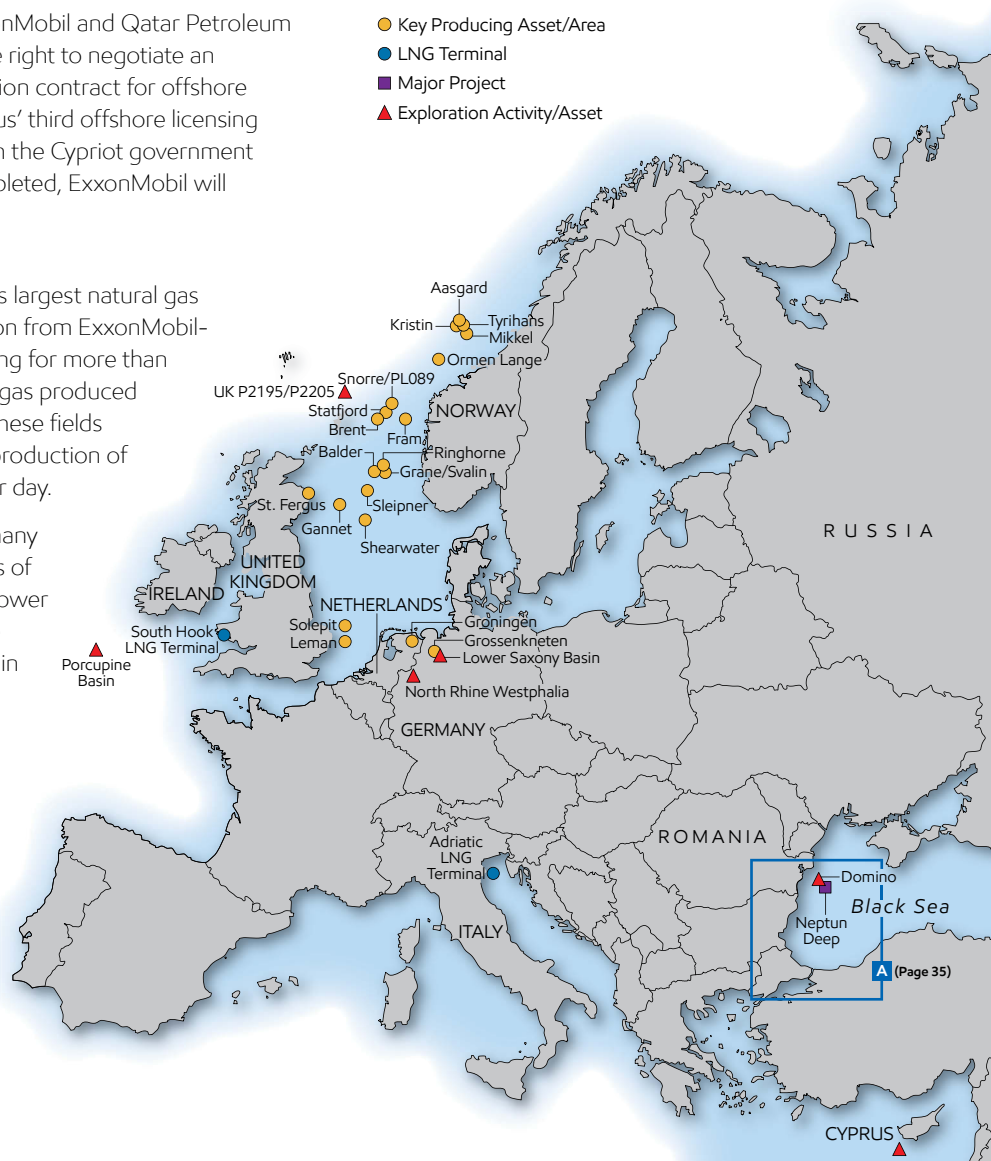 onMobil and Qatar Petroleum
e right to negotiate an
ion contract for offshore
us’ third offshore licensing
n the Cypriot government
pleted, ExxonMobil will
s largest natural gas
on from ExxonMobil-
ng for more than
gas produced
hese fields
production of
r day.
many
s of
ower
in
Key Producing Asset/Area
LNG Terminal
Major Project
Exploration Activity/Asset
Aasgard
Kristin
Tyrihans
Mikkel
Ormen Lange
Snorre/PL089
UK P2195/P2205
Statfjord
Brent
Fram
NORWAY
Balder
Ringhorne
Grane/Svalin
St. Fergus
Sleipner
Gannet
Shearwater
RUSSIA
UNITED
KINGDOM
IRELAND
NETHERLANDS
South Hook
LNG Terminal
Solepit
Leman
Groningen
Grossenkneten
Lower Saxony Basin
Porcupine
Basin
North Rhine Westphalia
GERMANY
ROMANIA
Adriatic
LNG
Terminal
Domino
Black Sea
Neptun
Deep
ITALY
A (Page 35)
CYPRUS